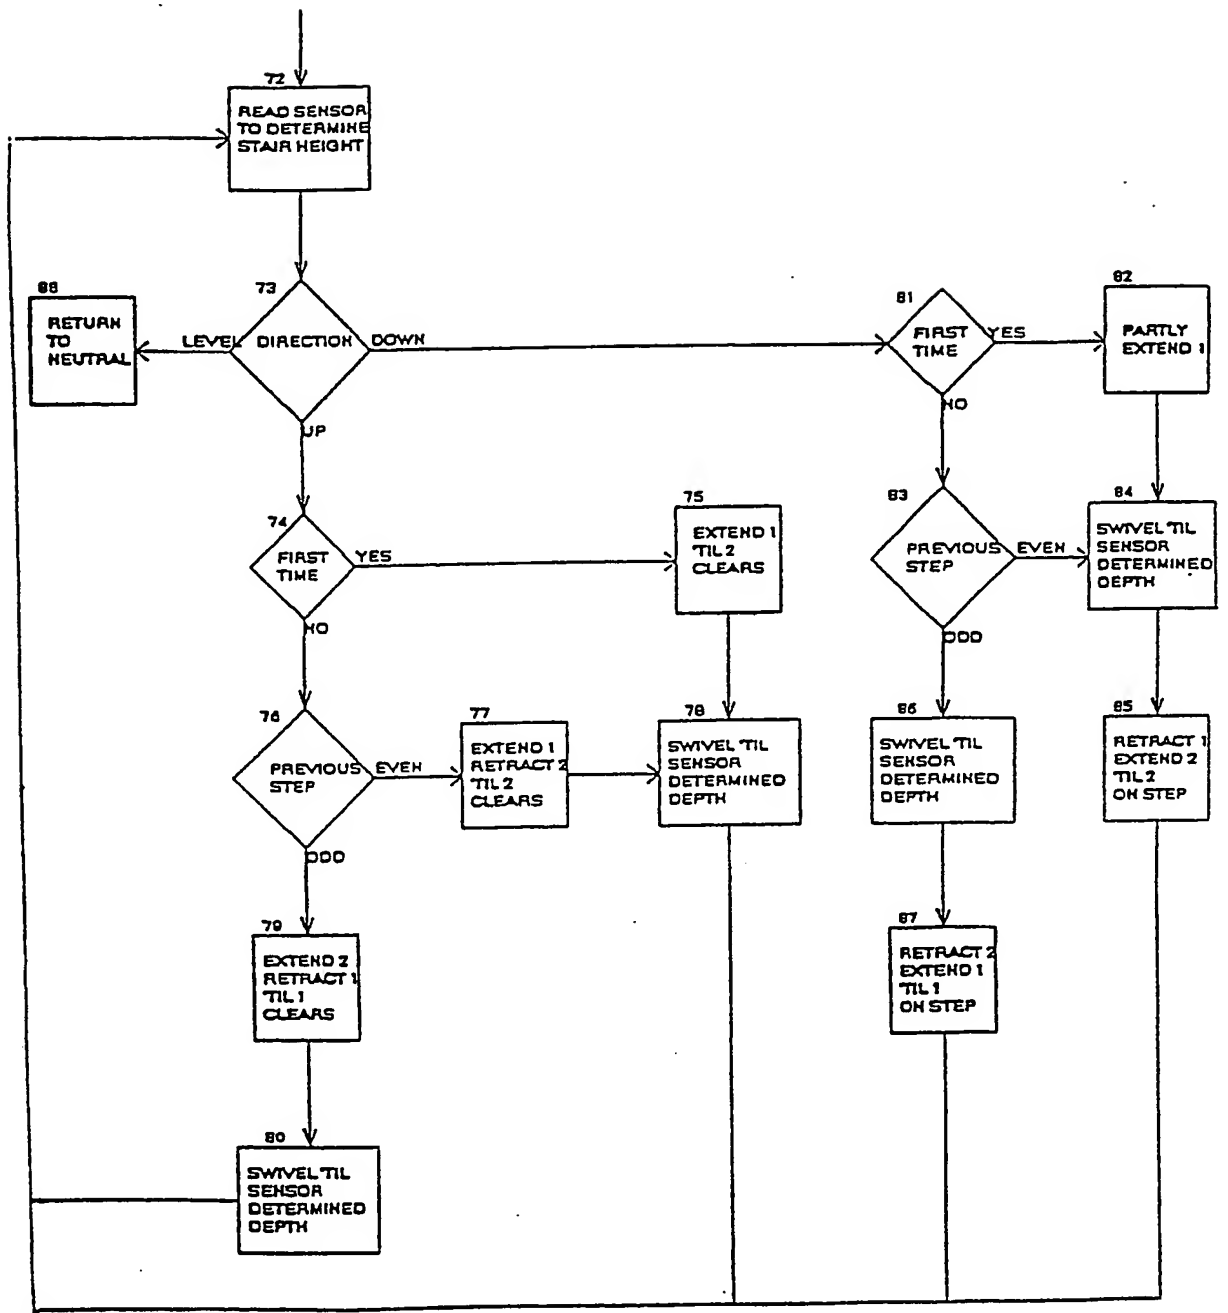 72
READ SENSOR
TO DETERMINE
STAIR HEIGHT
88
RETURN
TO
NEUTRAL
LEVEL
73
DIRECTION
DOWN
UP
81
FIRST
TIME
YES
NO
82
PARTLY
EXTEND 1
74
FIRST
TIME
YES
NO
75
EXTEND 1
'TIL 2
CLEARS
83
PREVIOUS
STEP
EVEN
ODD
84
SWIVEL 'TIL
SENSOR
DETERMINED
DEPTH
76
PREVIOUS
STEP
EVEN
ODD
77
EXTEND 1
RETRACT 2
'TIL 2
CLEARS
78
SWIVEL 'TIL
SENSOR
DETERMINED
DEPTH
86
SWIVEL 'TIL
SENSOR
DETERMINED
DEPTH
85
RETRACT 1
EXTEND 2
'TIL 2
ON STEP
79
EXTEND 2
RETRACT 1
'TIL 1
CLEARS
87
RETRACT 2
EXTEND 1
'TIL 1
ON STEP
80
SWIVEL 'TIL
SENSOR
DETERMINED
DEPTH